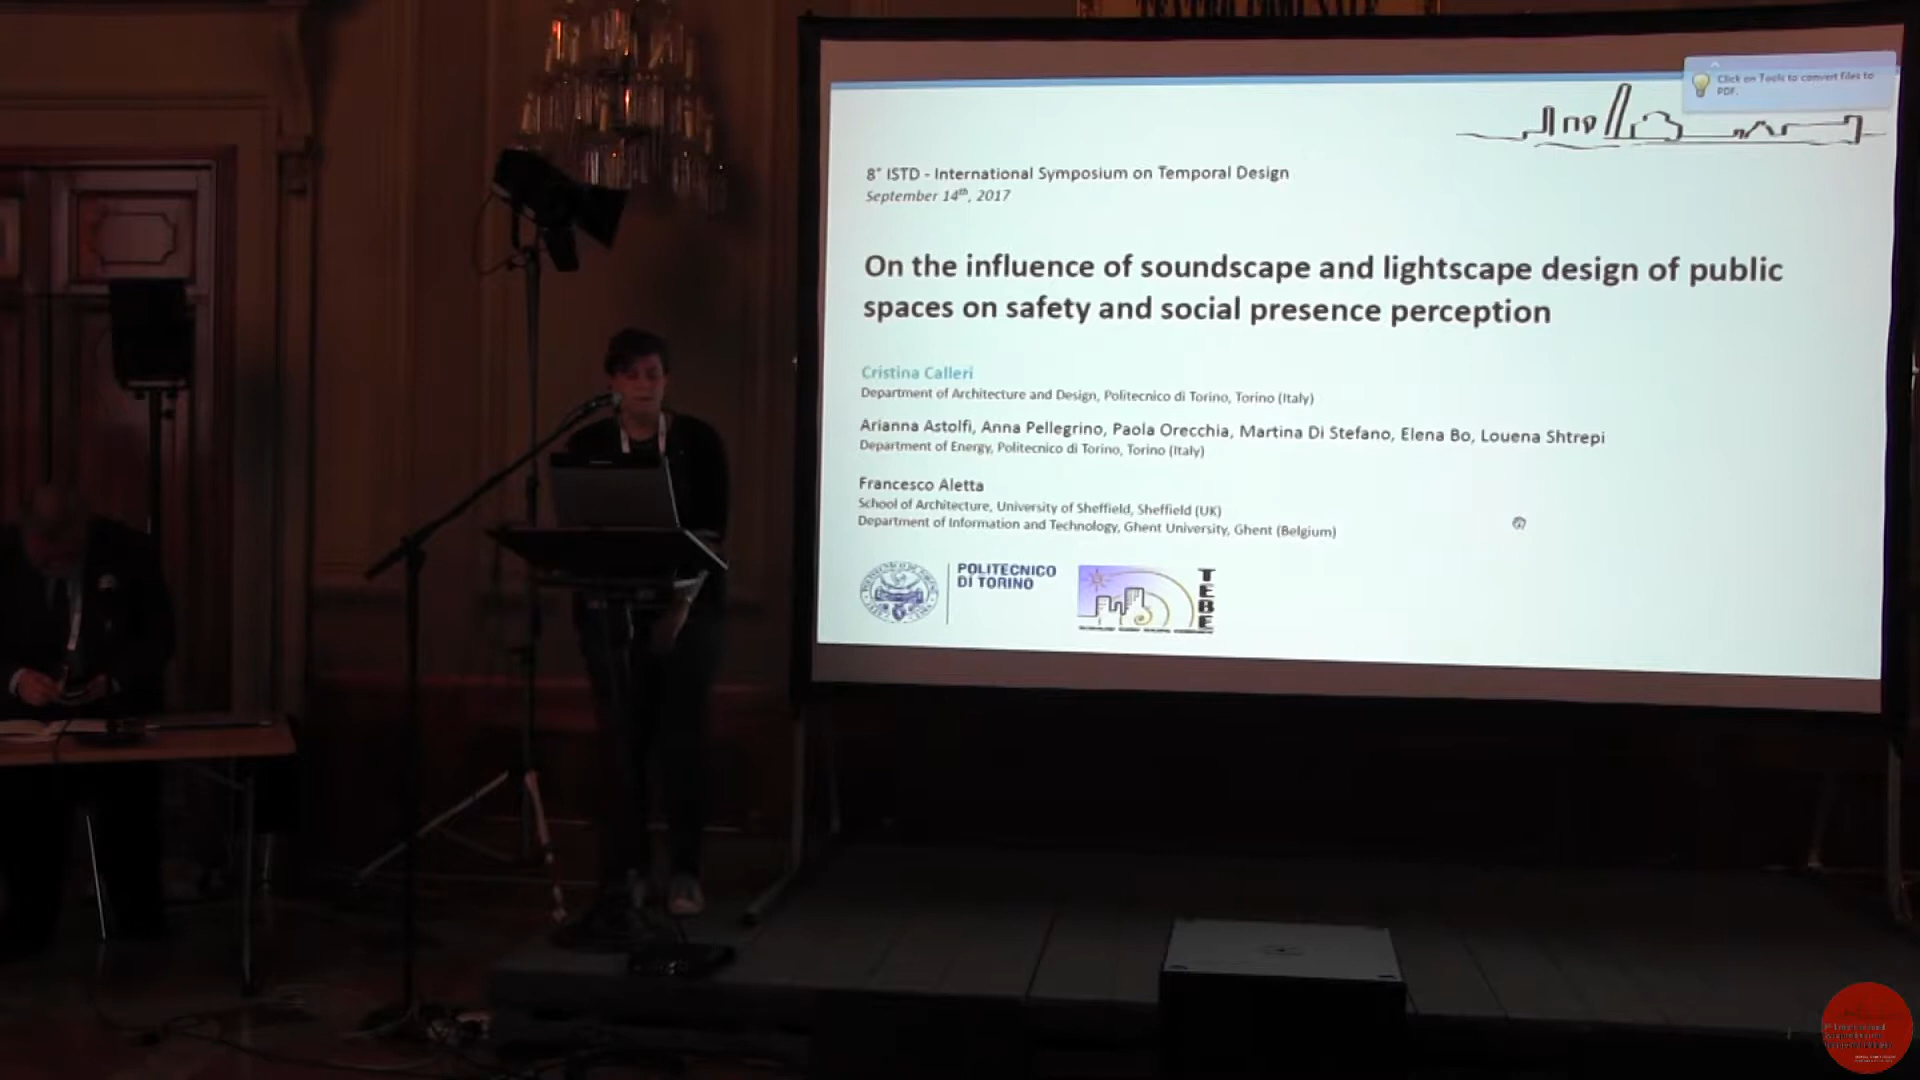 Click on Tools to convert files to
PDF.
8° ISTD - International Symposium on Temporal Design
September 14th, 2017
On the influence of soundscape and lightscape design of public
spaces on safety and social presence perception
Cristina Calleri
Department of Architecture and Design, Politecnico di Torino, Torino (Italy)
Arianna Astolfi, Anna Pellegrino, Paola Orecchia, Martina Di Stefano, Elena Bo, Louena Shtrepi
Department of Energy, Politecnico di Torino, Torino (Italy)
Francesco Aletta
School of Architecture, University of Sheffield, Sheffield (UK)
Department of Information and Technology, Ghent University, Ghent (Belgium)
POLITECNICO
DI TORINO
TEBE